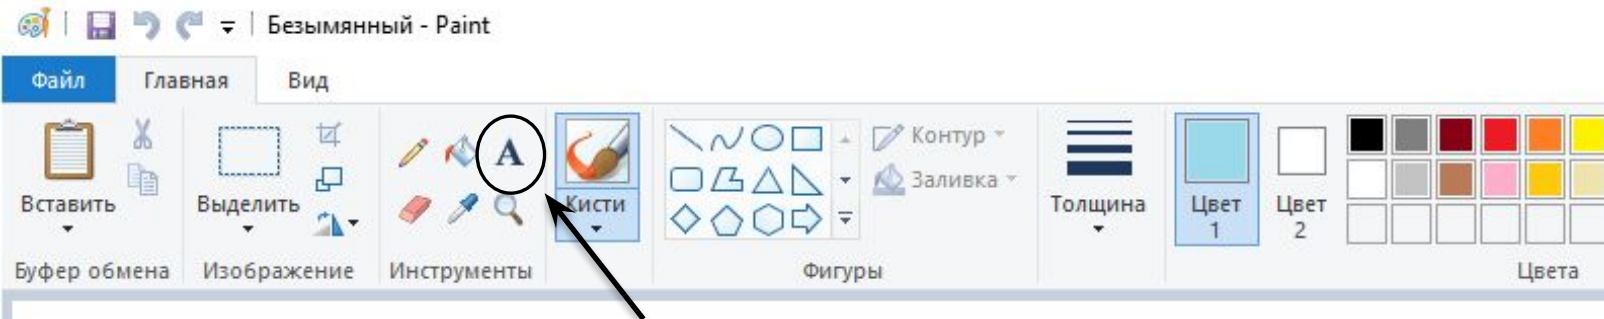 Безымянный - Paint
Файл Главная Вид
A
Контур
Заливка
Вставить
Выделить
Кисти
Толщина
Цвет
1
Цвет
2
Буфер обмена
Изображение
Инструменты
Фигуры
Цвета